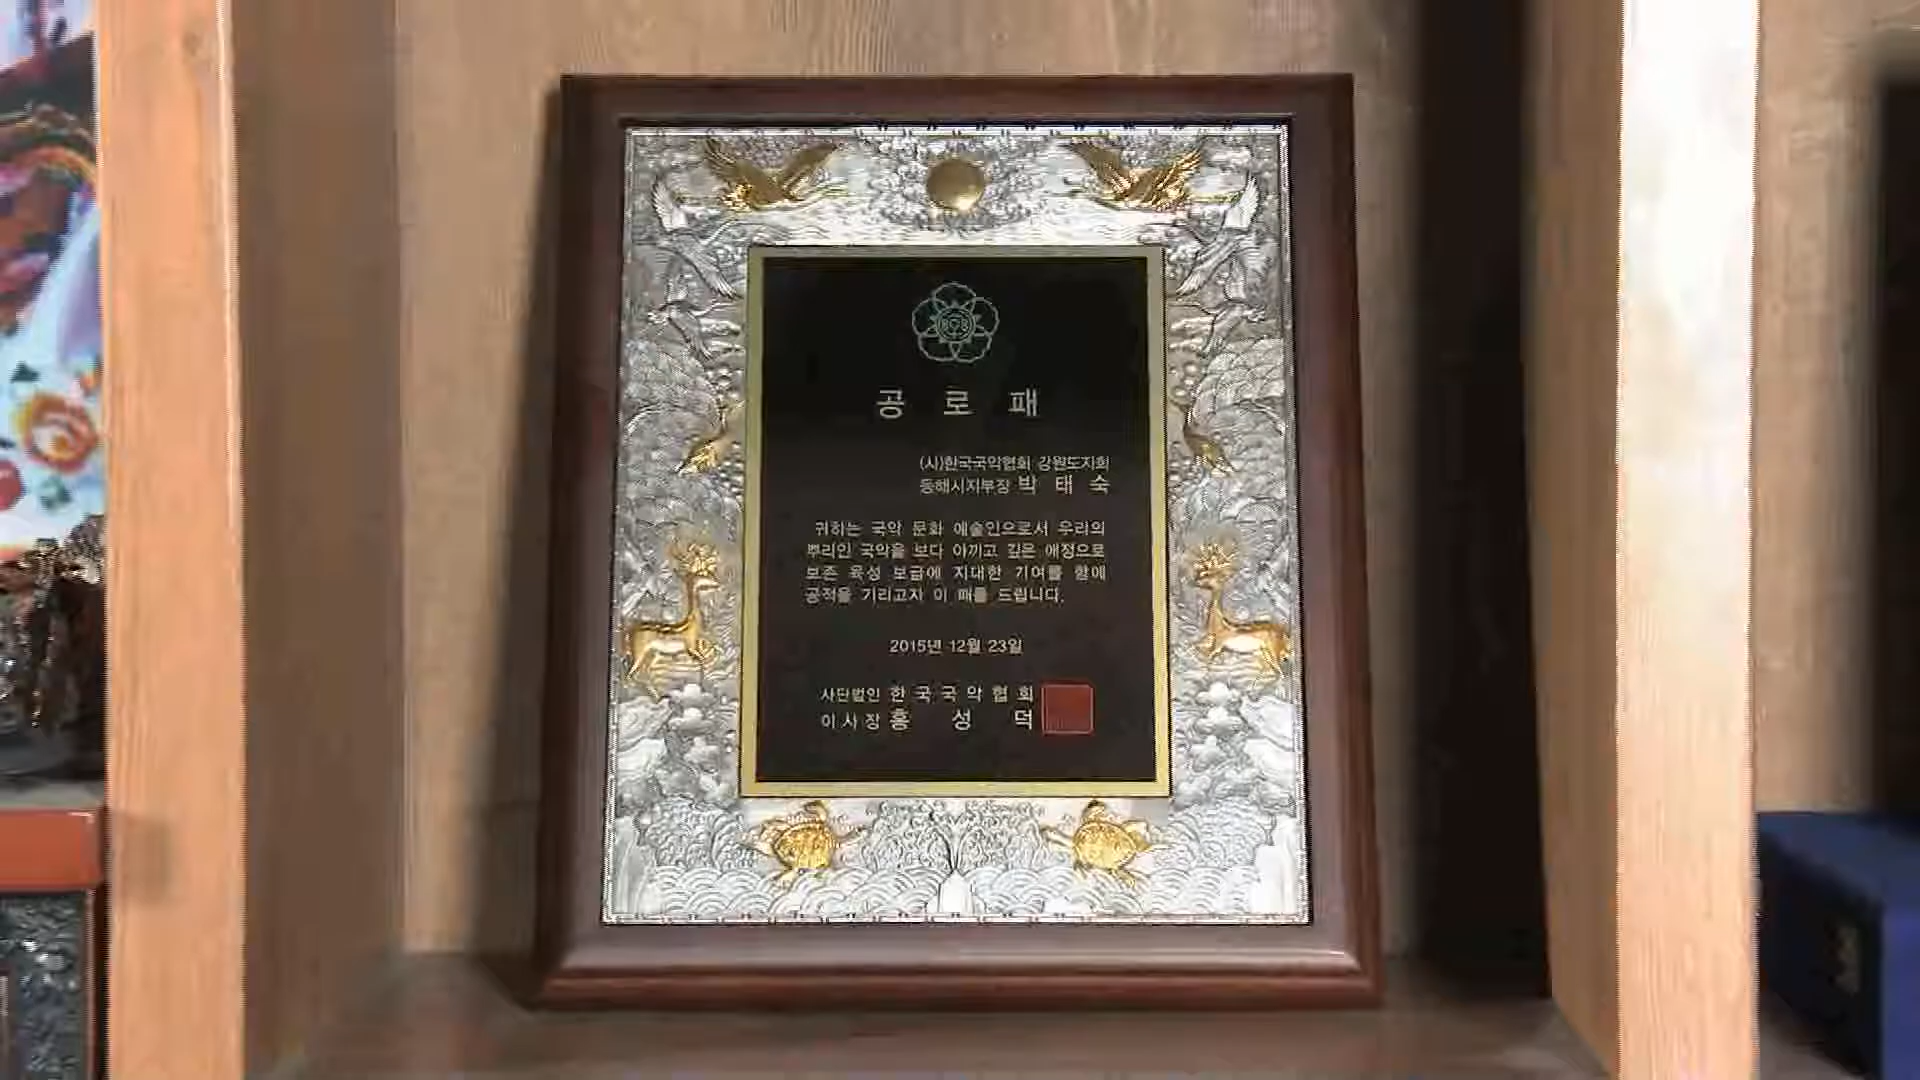 공 로 패
(사)한국국악협회 강원도지회
동해시지부장 박 태 숙
귀하는 국악 문화 예술인으로서 우리의
뿌리인 국악을 보다 아끼고 깊은 애정으로
보존 육성 보급에 지대한 기여를 함에
공적을 기리고자 이 패를 드립니다.
2015년 12월 23일
사단법인 한국국악협회
이사장 홍 성 덕